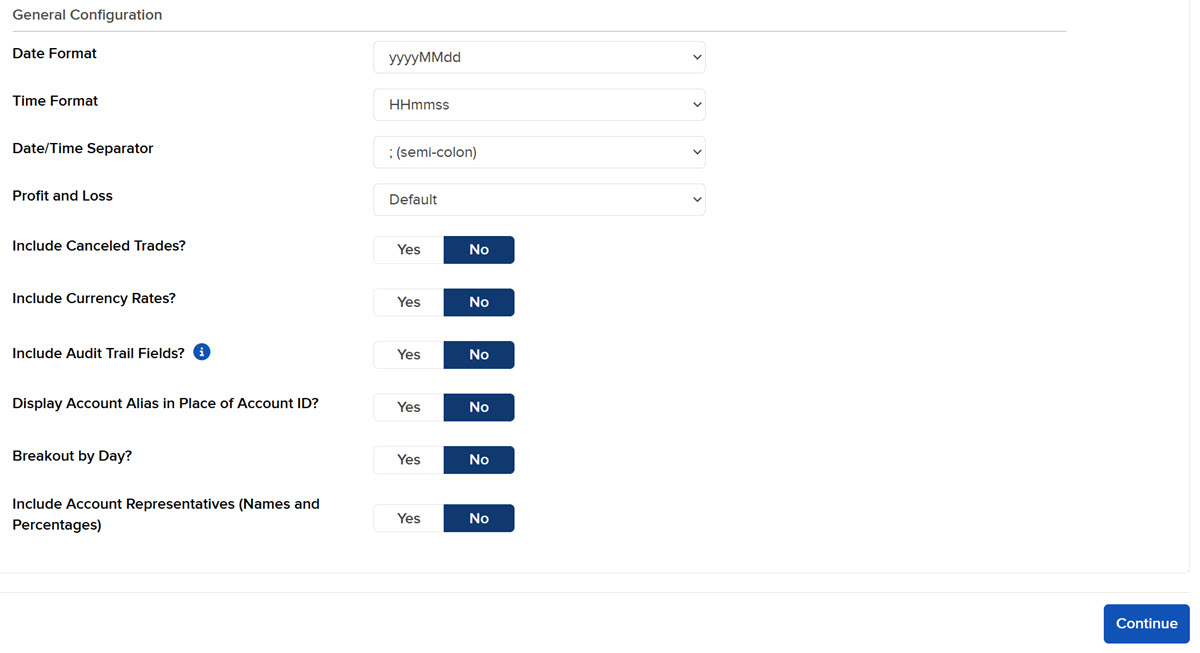 General Configuration
Date Format
yyyyMMdd
Time Format
HHmmss
Date/Time Separator
; (semi-colon)
Profit and Loss
Default
Include Canceled Trades?
Yes No
Include Currency Rates?
Yes No
Include Audit Trail Fields? i
Yes No
Display Account Alias in Place of Account ID?
Yes No
Breakout by Day?
Yes No
Include Account Representatives (Names and
Percentages)
Yes No
Continue